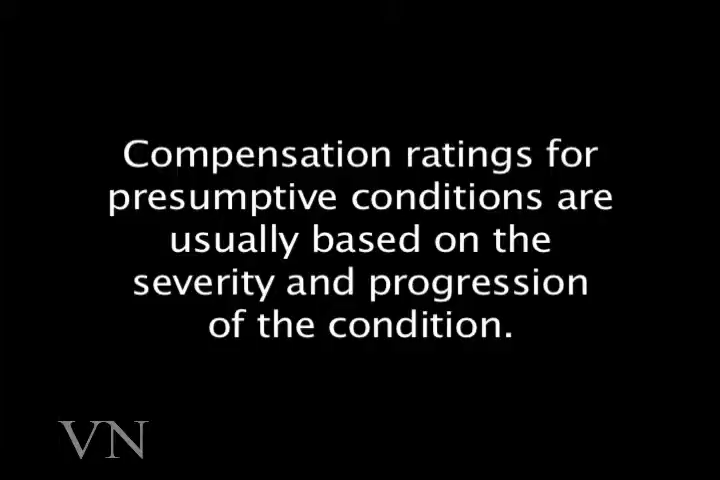 Compensation ratings for
presumptive conditions are
usually based on the
severity and progression
of the condition.
VN